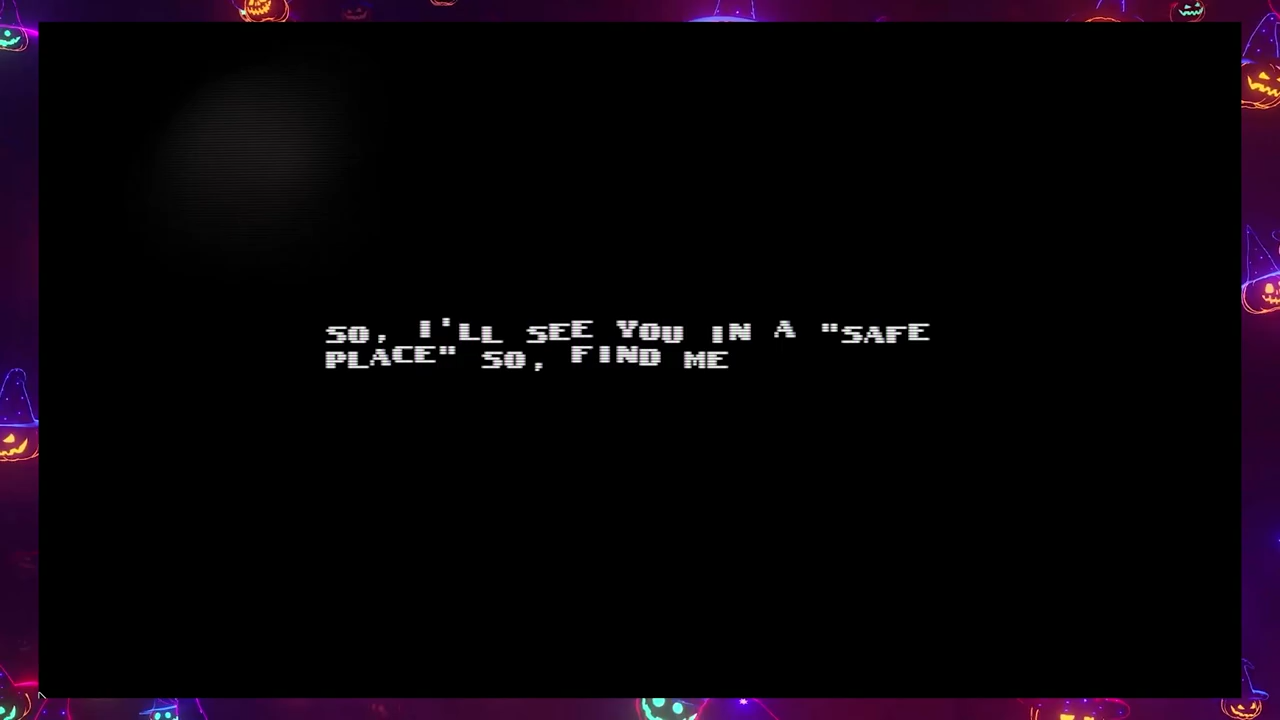 SO, I'LL SEE YOU IN A "SAFE
PLACE" SO, FIND ME